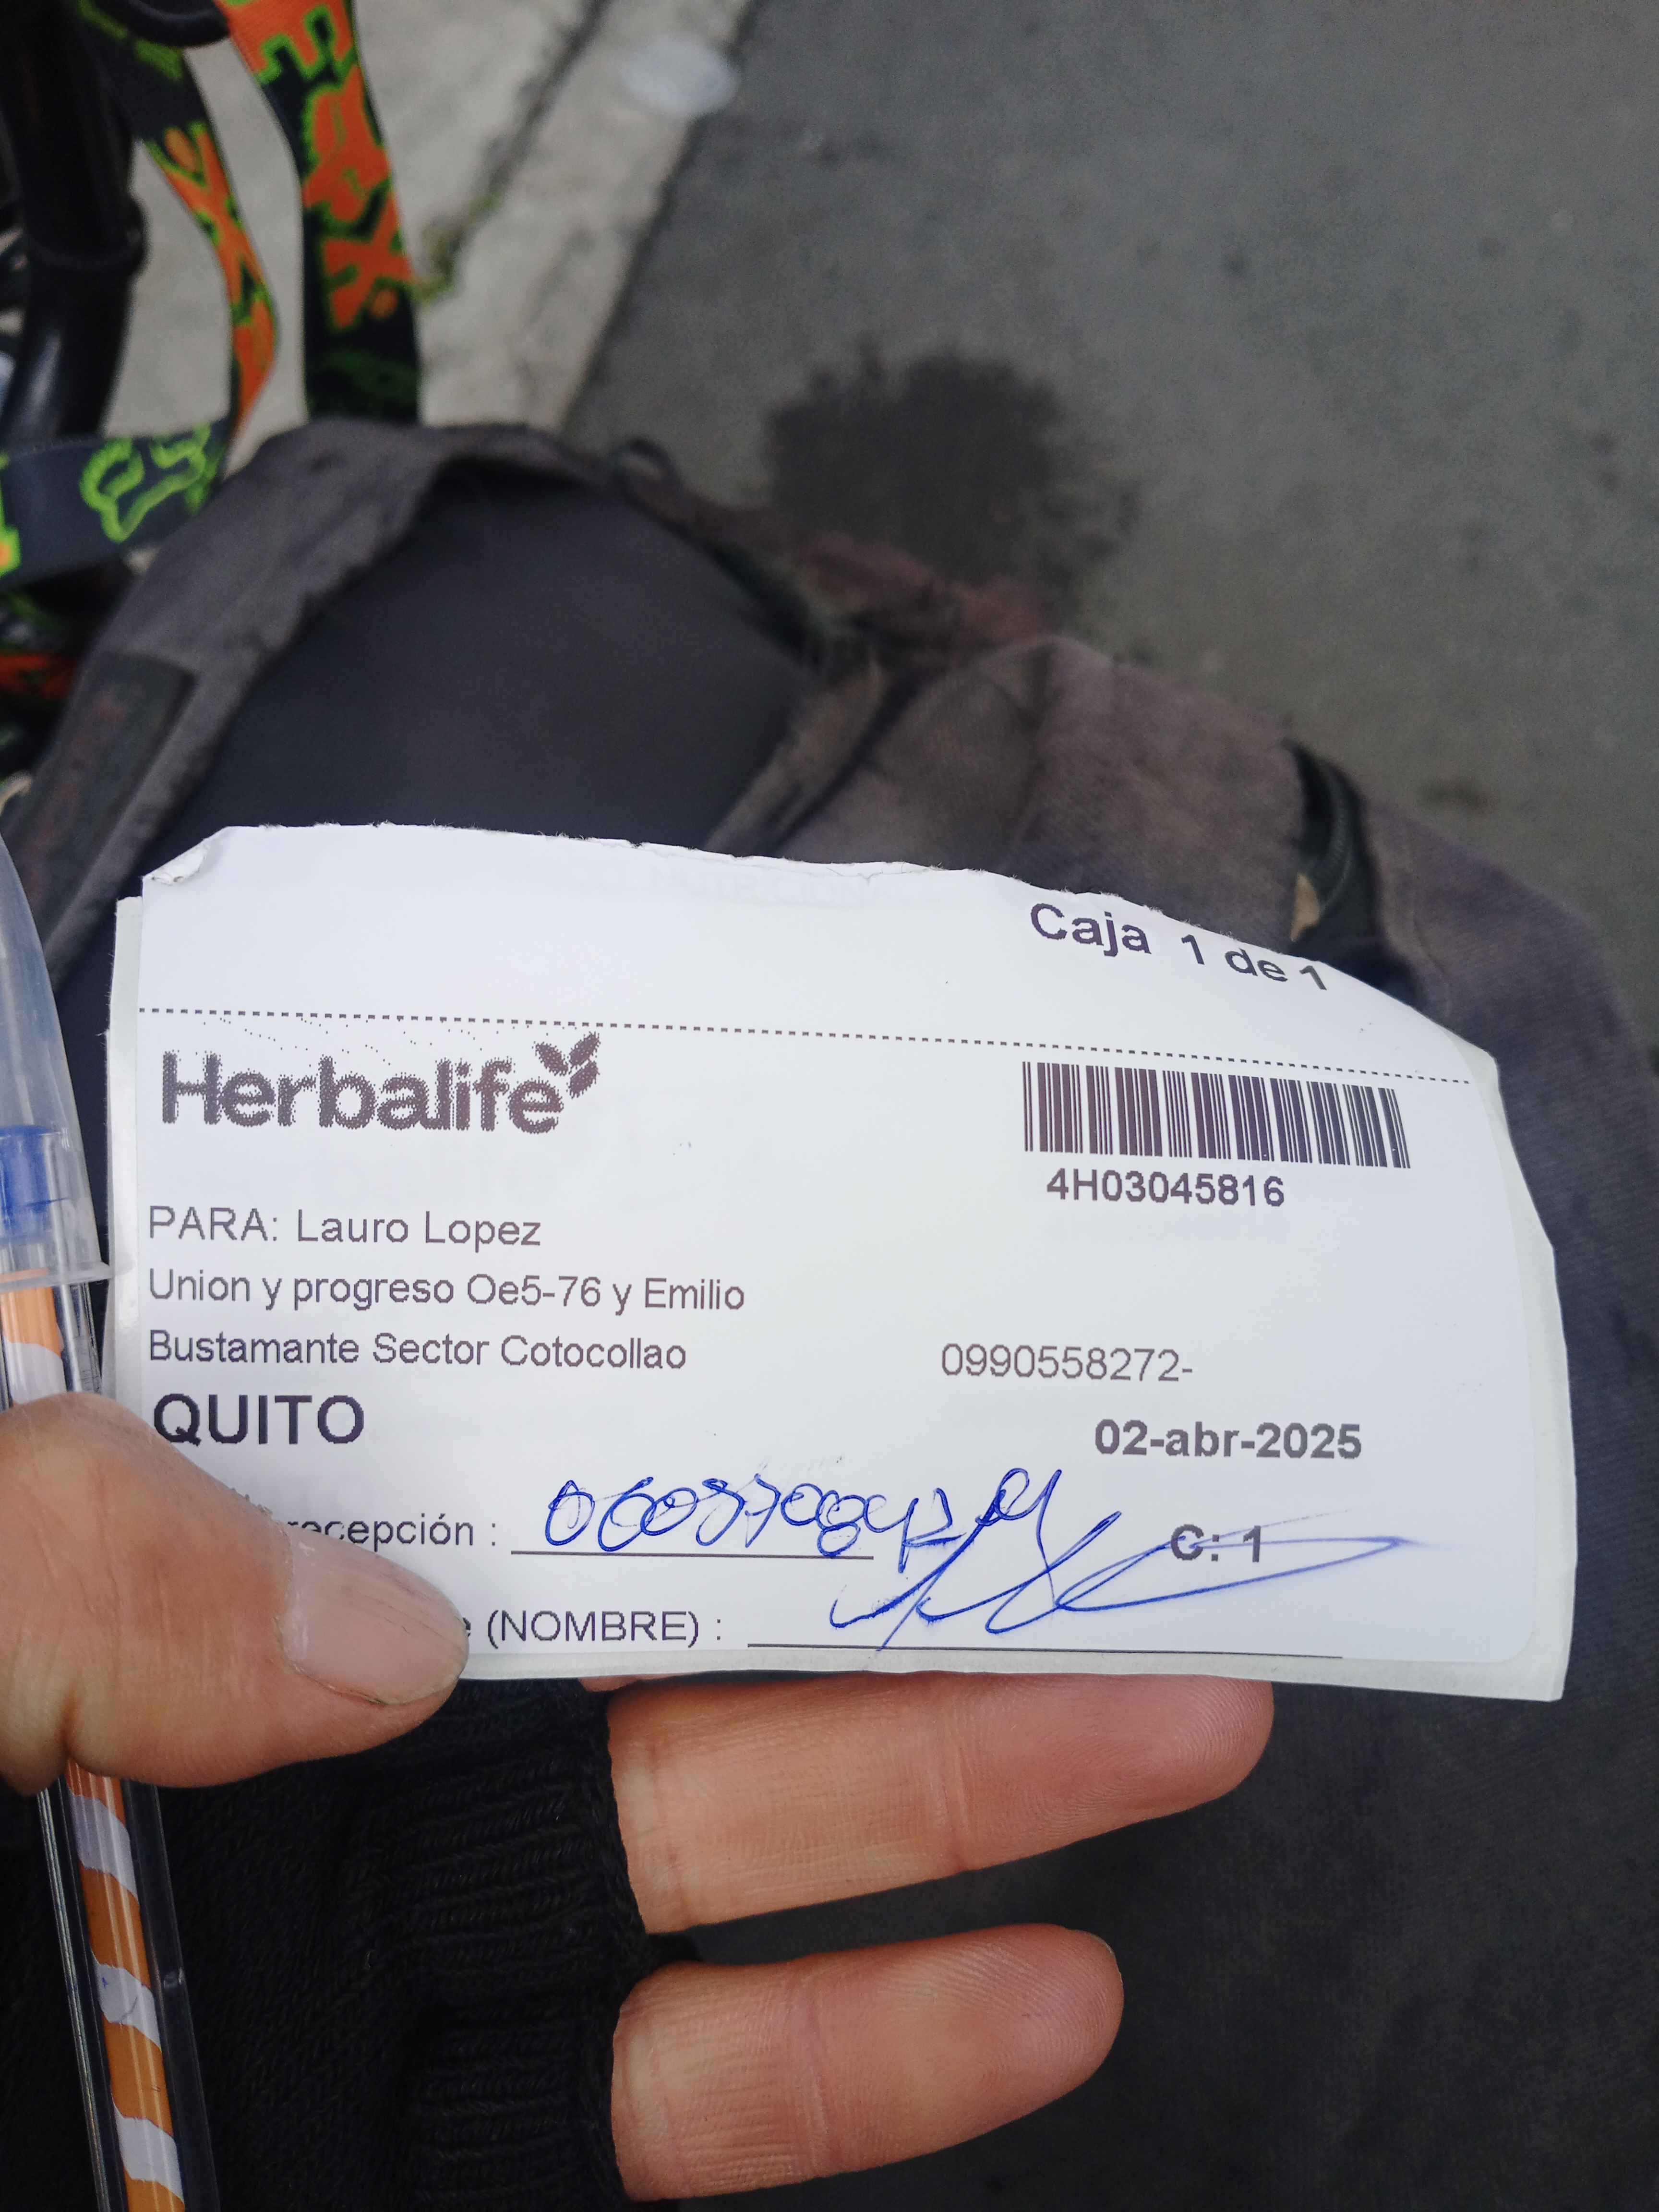 Caja 1 de 1
Herbalife
4H03045816
PARA: Lauro Lopez
Union y progreso Oe5-76 y Emilio
Bustamante Sector Cotocollao
0990558272-
QUITO
02-abr-2025
recepción :
C: 1
(NOMBRE) :
FOX